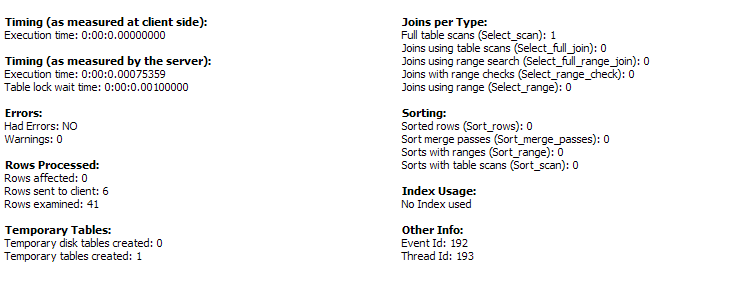 Timing (as measured at client side):
Execution time: 0:00:0.00000000
Timing (as measured by the server):
Execution time: 0:00:0.00075359
Table lock wait time: 0:00:0.00100000
Errors:
Had Errors: NO
Warnings: 0
Rows Processed:
Rows affected: 0
Rows sent to client: 6
Rows examined: 41
Temporary Tables:
Temporary disk tables created: 0
Temporary tables created: 1
Joins per Type:
Full table scans (Select_scan): 1
Joins using table scans (Select_full_join): 0
Joins using range search (Select_full_range_join): 0
Joins with range checks (Select_range_check): 0
Joins using range (Select_range): 0
Sorting:
Sorted rows (Sort_rows): 0
Sort merge passes (Sort_merge_passes): 0
Sorts with ranges (Sort_range): 0
Sorts with table scans (Sort_scan): 0
Index Usage:
No Index used
Other Info:
Event Id: 192
Thread Id: 193